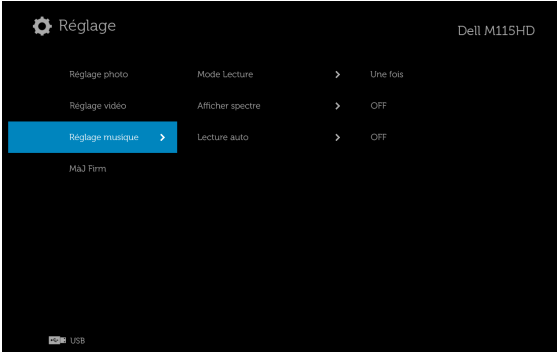 Réglage
Dell M115HD
Réglage photo
Mode Lecture > Une fois
Réglage vidéo
Afficher spectre > OFF
Réglage musique >
Lecture auto > OFF
MàJ Firm
USB